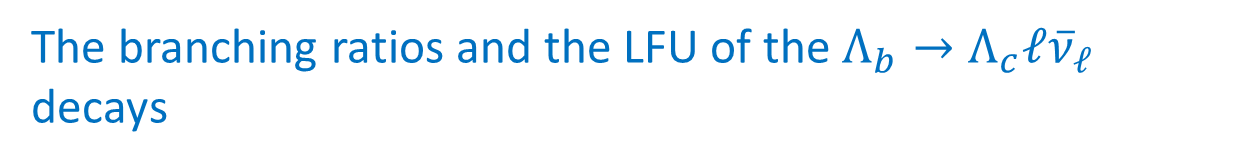 The branching ratios and the LFU of the Λ_b → Λ_c ℓ ν̄_ℓ
decays